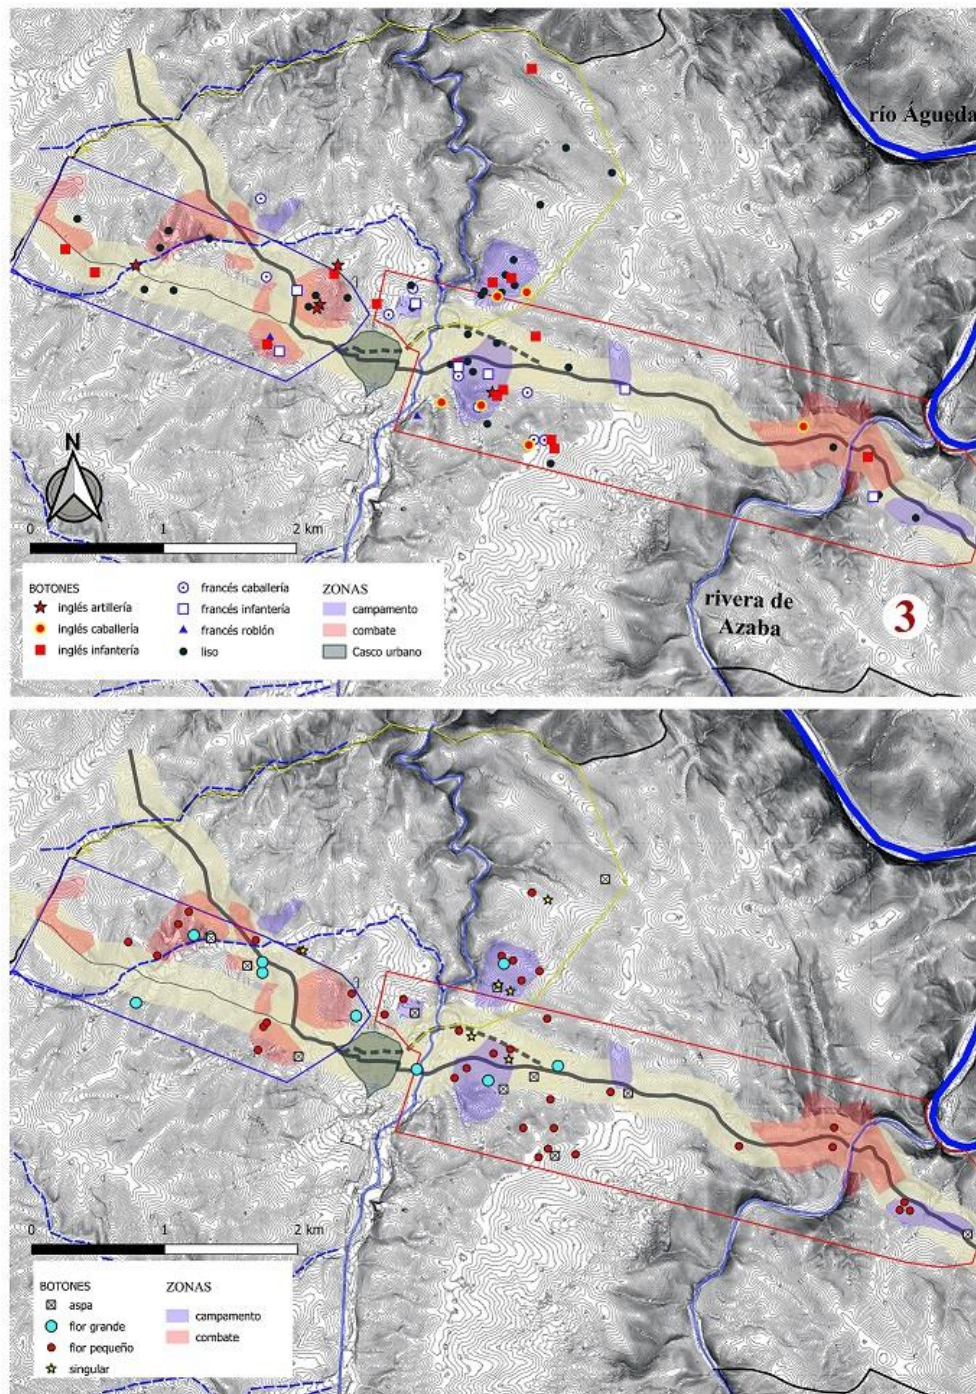 río Águeda
N
0 1 2 km
rivera de
Azaba
3
BOTONES
inglés artillería
inglés caballería
inglés infantería
francés caballería
francés infantería
francés roblón
liso
ZONAS
campamento
combate
Casco urbano
0 1 2 km
BOTONES
aspa
flor grande
flor pequeño
singular
ZONAS
campamento
combate